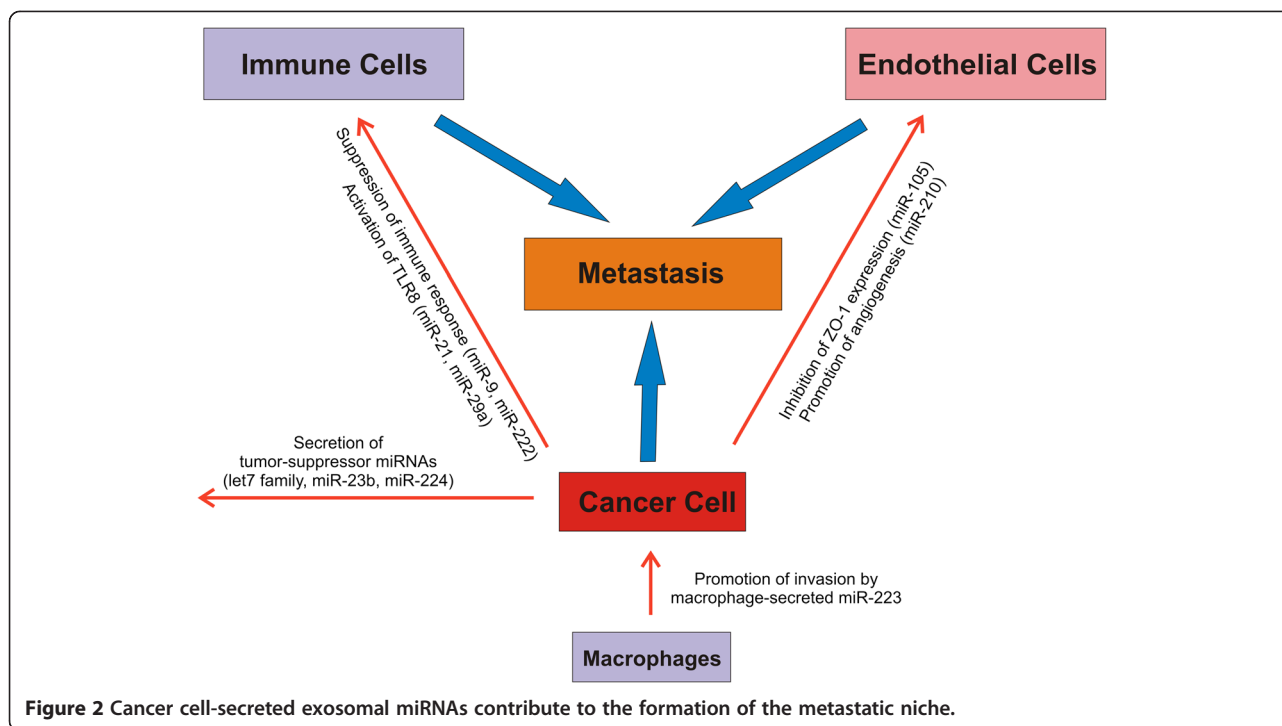 Immune Cells
Endothelial Cells
Suppression of immune response (miR-9, miR-222)
Activation of TLR8 (miR-21, miR-29a)
Inhibition of ZO-1 expression (miR-105)
Promotion of angiogenesis (miR-210)
Metastasis
Secretion of
tumor-suppressor miRNAs
(let7 family, miR-23b, miR-224)
Cancer Cell
Promotion of invasion by
macrophage-secreted miR-223
Macrophages
Figure 2 Cancer cell-secreted exosomal miRNAs contribute to the formation of the metastatic niche.